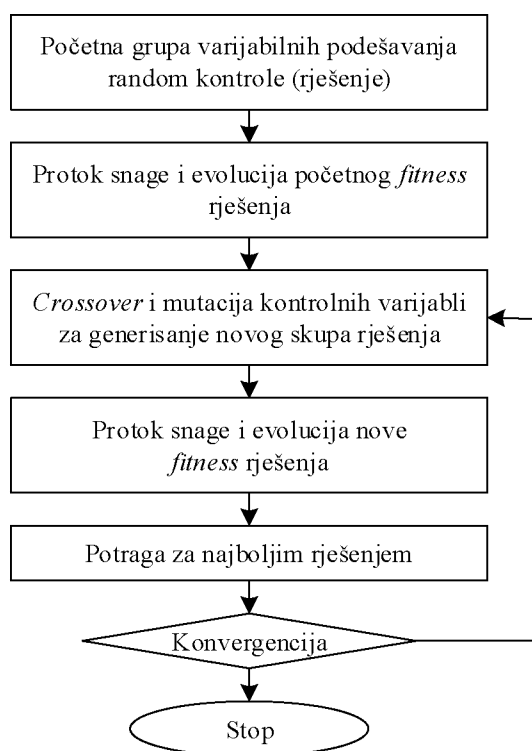 Početna grupa varijabilnih podešavanja
random kontrole (rješenje)
Protok snage i evolucija početnog fitness
rješenja
Crossover i mutacija kontrolnih varijabli
za generisanje novog skupa rješenja
Protok snage i evolucija nove
fitness rješenja
Potraga za najboljim rješenjem
Konvergencija
Stop